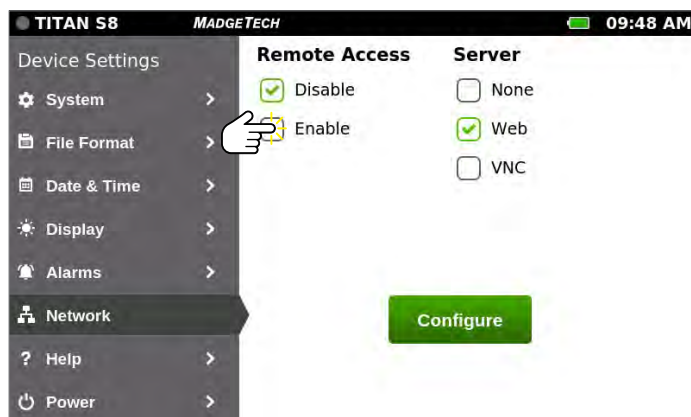 TITAN S8 MADGETECH 09:48 AM
Device Settings
System
File Format
Date & Time
Display
Alarms
Network
? Help
Power
Remote Access
Disable
Enable
Server
None
Web
VNC
Configure